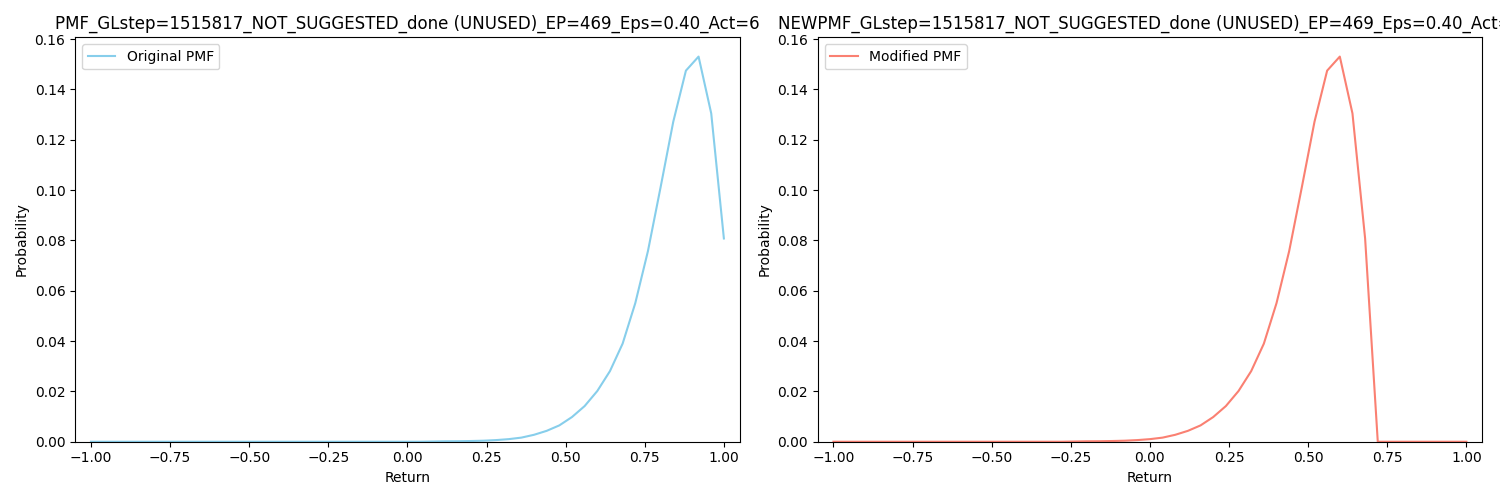 PMF_GLstep=1515817_NOT_SUGGESTED_done (UNUSED)_EP=469_Eps=0.40_Act=6
Original PMF
Probability
0.16
0.14
0.12
0.10
0.08
0.06
0.04
0.02
0.00
−1.00 −0.75 −0.50 −0.25 0.00 0.25 0.50 0.75 1.00
Return
NEWPMF_GLstep=1515817_NOT_SUGGESTED_done (UNUSED)_EP=469_Eps=0.40_Act=
Modified PMF
Probability
0.16
0.14
0.12
0.10
0.08
0.06
0.04
0.02
0.00
−1.00 −0.75 −0.50 −0.25 0.00 0.25 0.50 0.75 1.00
Return